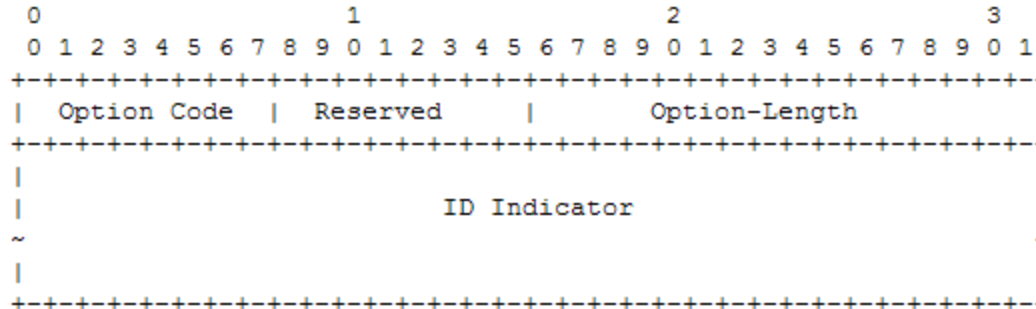 0                   1                   2                   3
 0 1 2 3 4 5 6 7 8 9 0 1 2 3 4 5 6 7 8 9 0 1 2 3 4 5 6 7 8 9 0 1
+-+-+-+-+-+-+-+-+-+-+-+-+-+-+-+-+-+-+-+-+-+-+-+-+-+-+-+-+-+-+-+-
|  Option Code  |  Reserved     |       Option-Length
+-+-+-+-+-+-+-+-+-+-+-+-+-+-+-+-+-+-+-+-+-+-+-+-+-+-+-+-+-+-+-+-
|
|                          ID Indicator
~
|
+-+-+-+-+-+-+-+-+-+-+-+-+-+-+-+-+-+-+-+-+-+-+-+-+-+-+-+-+-+-+-+-